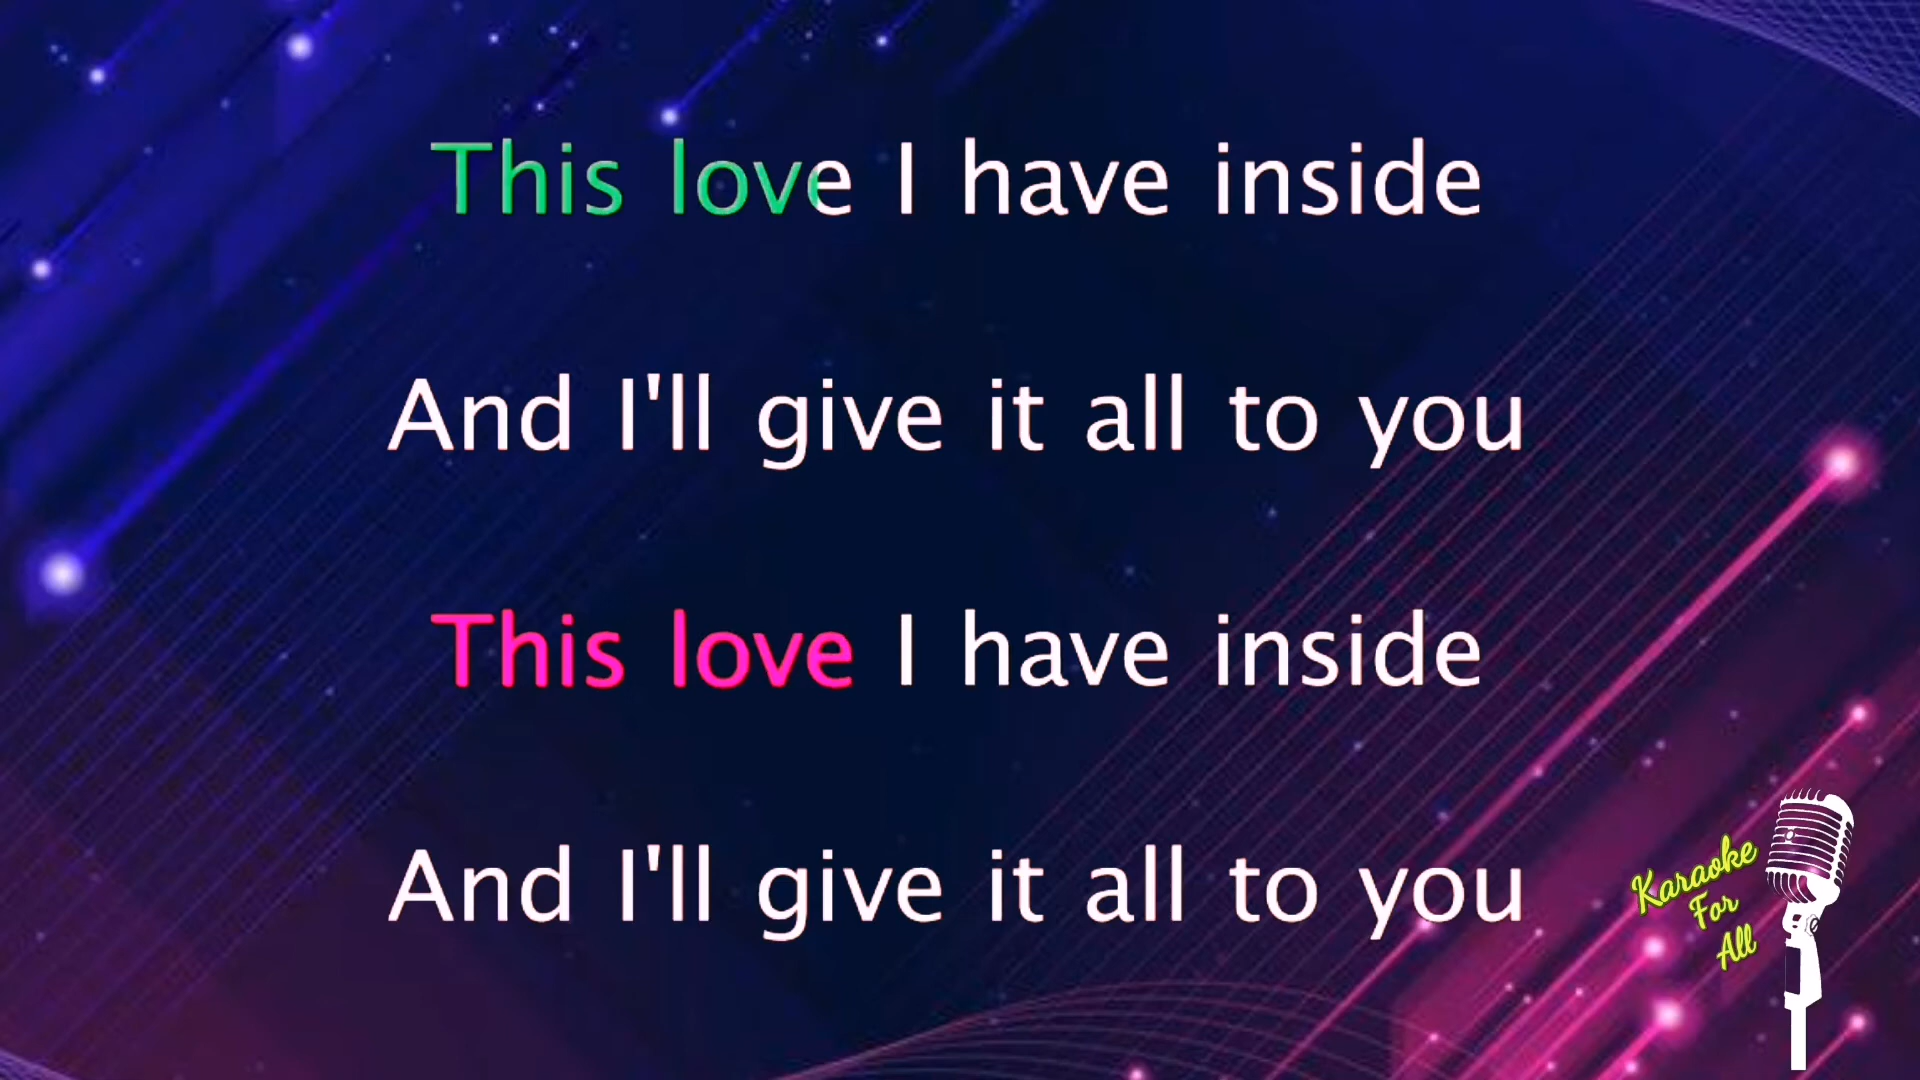 This love I have inside
And I'll give it all to you
This love I have inside
And I'll give it all to you
Karaoke
For
All